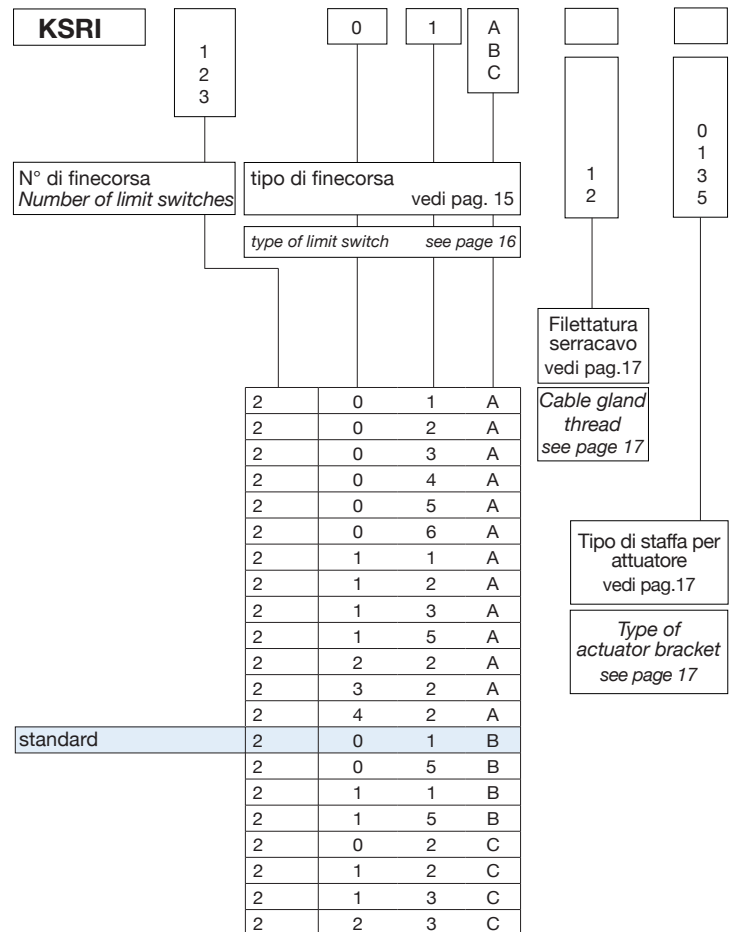 KSRI
1
2
3
0
1
A
B
C
1
2
0
1
3
5
N° di finecorsa
Number of limit switches
tipo di finecorsa
vedi pag. 15
type of limit switch see page 16
Filettatura
serracavo
vedi pag.17
Cable gland
thread
see page 17
Tipo di staffa per
attuatore
vedi pag.17
Type of
actuator bracket
see page 17
2 0 1 A
2 0 2 A
2 0 3 A
2 0 4 A
2 0 5 A
2 0 6 A
2 1 1 A
2 1 2 A
2 1 3 A
2 1 5 A
2 2 2 A
2 3 2 A
2 4 2 A
standard 2 0 1 B
2 0 5 B
2 1 1 B
2 1 5 B
2 0 2 C
2 1 2 C
2 1 3 C
2 2 3 C